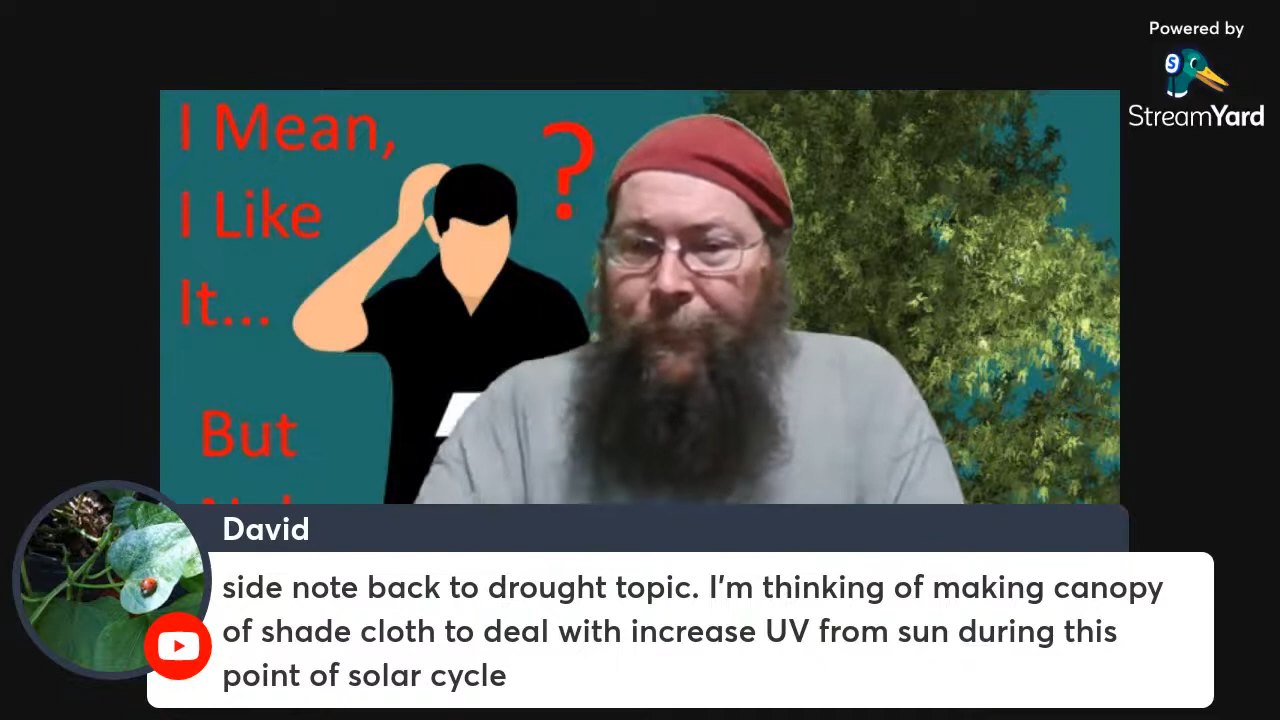 Powered by
S
StreamYard
I Mean,
I Like
It...
?
But
David
side note back to drought topic. I'm thinking of making canopy
of shade cloth to deal with increase UV from sun during this
point of solar cycle